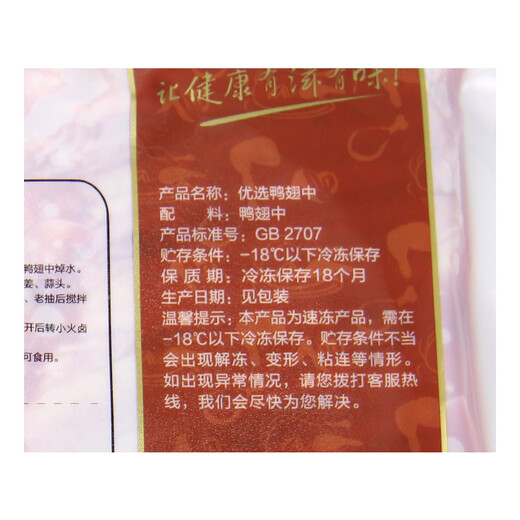 让健康有滋有味!
产品名称：优选鸭翅中
配　　料：鸭翅中
产品标准号：GB 2707
贮存条件：-18℃以下冷冻保存
保 质 期：冷冻保存18个月
生产日期：见包装
温馨提示：本产品为速冻产品，需在
-18℃以下冷冻保存。贮存条件不当
会出现解冻、变形、粘连等情形。
如出现异常情况，请您拨打客服热
线，我们会尽快为您解决。
鸭翅中焯水。
姜、蒜头。
、老抽后搅拌
开后转小火卤
可食用。